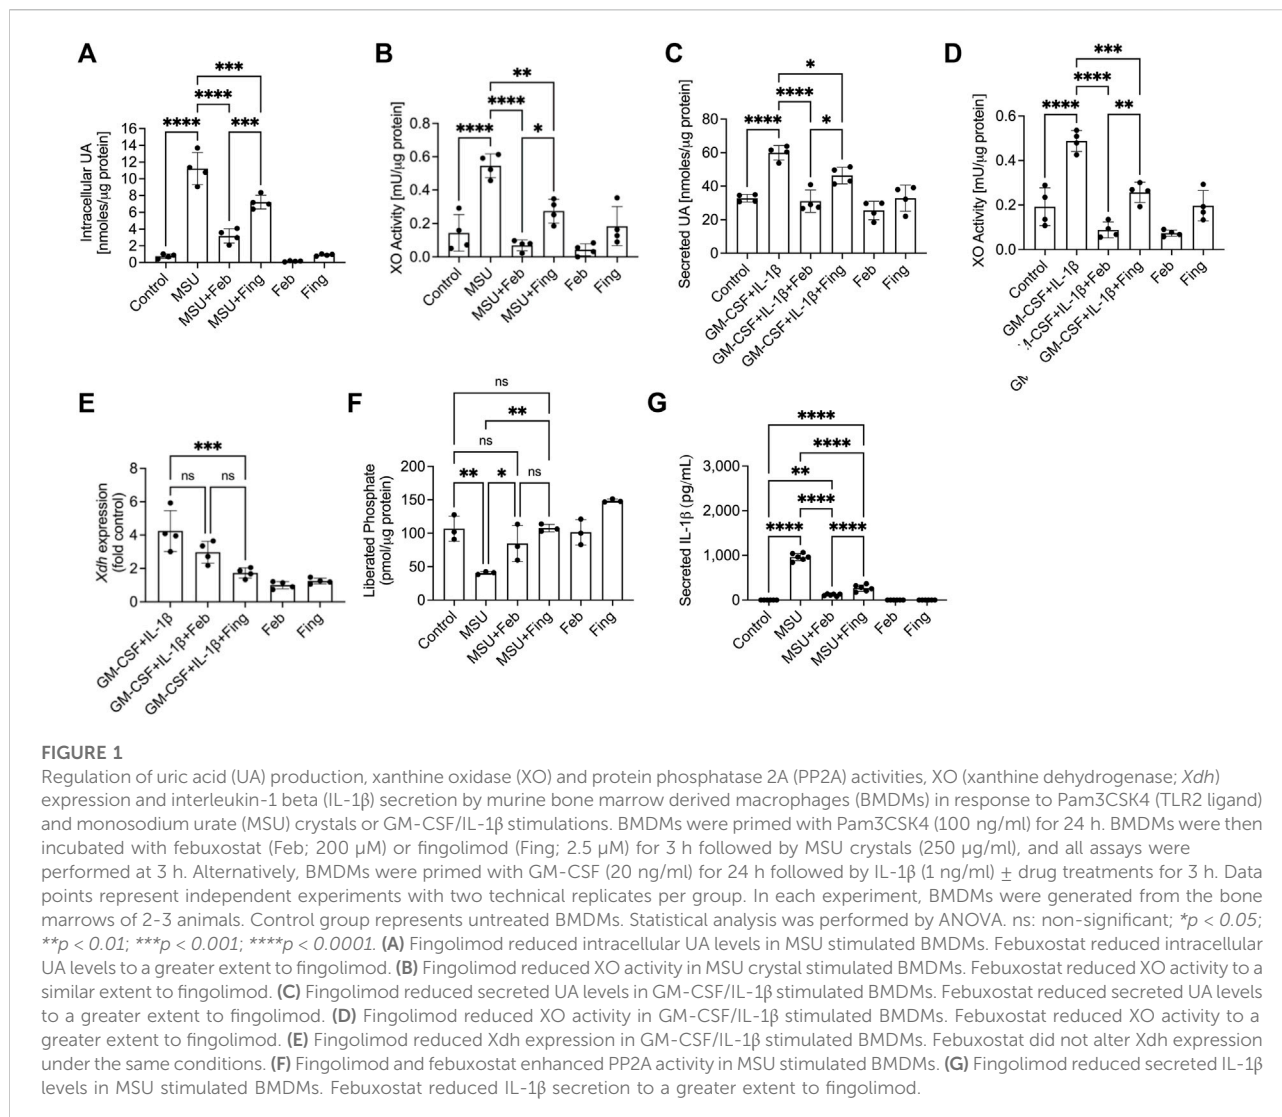 A
Intracellular UA
[nmoles/µg protein]
16
14
12
10
8
6
4
2
0
****
****
***
***
Control
MSU
MSU+Feb
MSU+Fing
Feb
Fing
B
XO Activity [mU/µg protein]
0.8
0.6
0.4
0.2
0.0
****
****
**
*
Control
MSU
MSU+Feb
MSU+Fing
Feb
Fing
C
Secreted UA [nmoles/µg protein]
80
60
40
20
0
****
****
*
*
Control
GM-CSF+IL-1β
GM-CSF+IL-1β+Feb
GM-CSF+IL-1β+Fing
Feb
Fing
D
XO Activity [mU/µg protein]
0.6
0.4
0.2
0.0
****
****
***
**
Control
GM-CSF+IL-1β
GM-CSF+IL-1β+Feb
GM-CSF+IL-1β+Fing
Feb
Fing
E
Xdh expression
(fold control)
8
6
4
2
0
***
ns
ns
GM-CSF+IL-1β
GM-CSF+IL-1β+Feb
GM-CSF+IL-1β+Fing
Feb
Fing
F
Liberated Phosphate
(pmol/µg protein)
200
150
100
50
0
ns
**
ns
**
*
ns
Control
MSU
MSU+Feb
MSU+Fing
Feb
Fing
G
Secreted IL-1β (pg/mL)
3,000
2,000
1,000
0
****
****
**
****
****
****
Control
MSU
MSU+Feb
MSU+Fing
Feb
Fing
FIGURE 1
Regulation of uric acid (UA) production, xanthine oxidase (XO) and protein phosphatase 2A (PP2A) activities, XO (xanthine dehydrogenase; Xdh)
expression and interleukin-1 beta (IL-1β) secretion by murine bone marrow derived macrophages (BMDMs) in response to Pam3CSK4 (TLR2 ligand)
and monosodium urate (MSU) crystals or GM-CSF/IL-1β stimulations. BMDMs were primed with Pam3CSK4 (100 ng/ml) for 24 h. BMDMs were then
incubated with febuxostat (Feb; 200 µM) or fingolimod (Fing; 2.5 µM) for 3 h followed by MSU crystals (250 µg/ml), and all assays were
performed at 3 h. Alternatively, BMDMs were primed with GM-CSF (20 ng/ml) for 24 h followed by IL-1β (1 ng/ml) ± drug treatments for 3 h. Data
points represent independent experiments with two technical replicates per group. In each experiment, BMDMs were generated from the bone
marrows of 2-3 animals. Control group represents untreated BMDMs. Statistical analysis was performed by ANOVA. ns: non-significant; *p < 0.05;
**p < 0.01; ***p < 0.001; ****p < 0.0001. (A) Fingolimod reduced intracellular UA levels in MSU stimulated BMDMs. Febuxostat reduced intracellular
UA levels to a greater extent to fingolimod. (B) Fingolimod reduced XO activity in MSU crystal stimulated BMDMs. Febuxostat reduced XO activity to a
similar extent to fingolimod. (C) Fingolimod reduced secreted UA levels in GM-CSF/IL-1β stimulated BMDMs. Febuxostat reduced secreted UA levels
to a greater extent to fingolimod. (D) Fingolimod reduced XO activity in GM-CSF/IL-1β stimulated BMDMs. Febuxostat reduced XO activity to a
greater extent to fingolimod. (E) Fingolimod reduced Xdh expression in GM-CSF/IL-1β stimulated BMDMs. Febuxostat did not alter Xdh expression
under the same conditions. (F) Fingolimod and febuxostat enhanced PP2A activity in MSU stimulated BMDMs. (G) Fingolimod reduced secreted IL-1β
levels in MSU stimulated BMDMs. Febuxostat reduced IL-1β secretion to a greater extent to fingolimod.